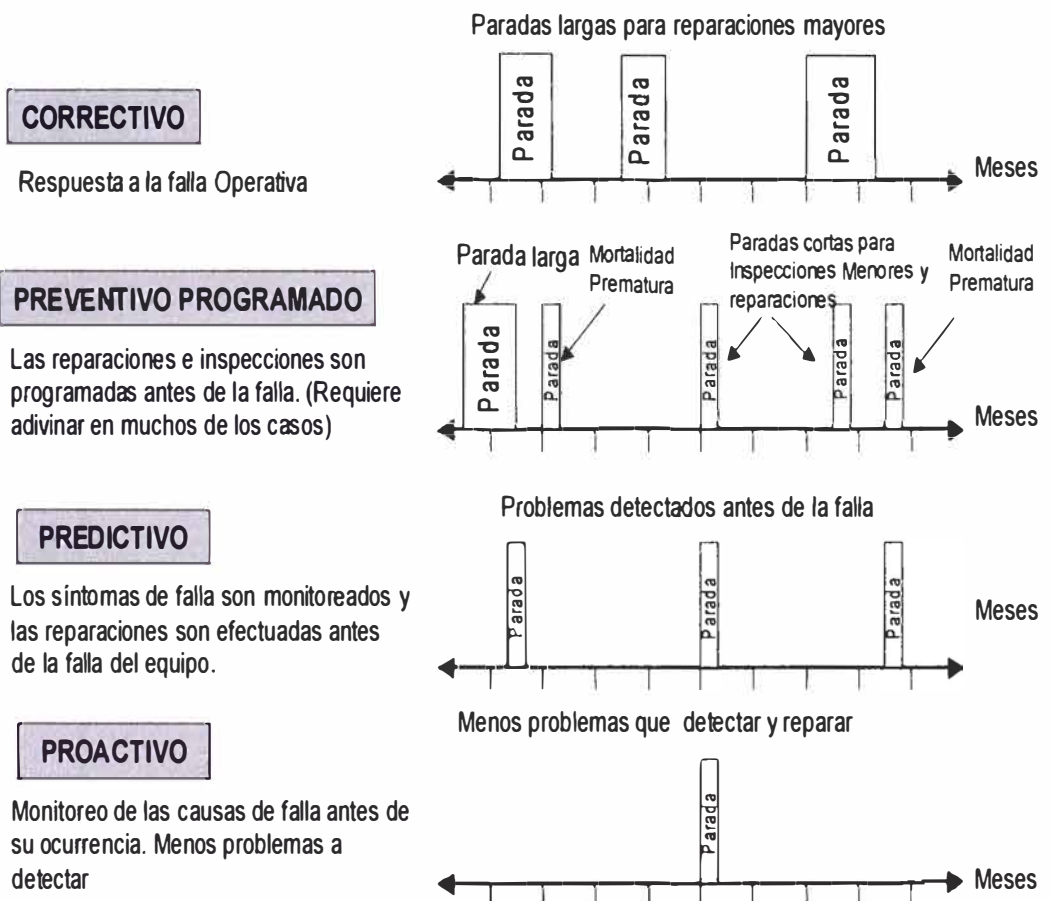 Paradas largas para reparaciones mayores
CORRECTIVO
Respuesta a la falla Operativa
Parada
Parada
Parada
Meses
PREVENTIVO PROGRAMADO
Las reparaciones e inspecciones son
programadas antes de la falla. (Requiere
adivinar en muchos de los casos)
Parada larga
Mortalidad
Prematura
Paradas cortas para
Inspecciones Menores y
reparaciones
Mortalidad
Prematura
Parada
Parada
Parada
Parada
Parada
Meses
PREDICTIVO
Los síntomas de falla son monitoreados y
las reparaciones son efectuadas antes
de la falla del equipo.
Problemas detectados antes de la falla
Parada
Parada
Parada
Meses
PROACTIVO
Monitoreo de las causas de falla antes de
su ocurrencia. Menos problemas a
detectar
Menos problemas que detectar y reparar
Parada
Meses